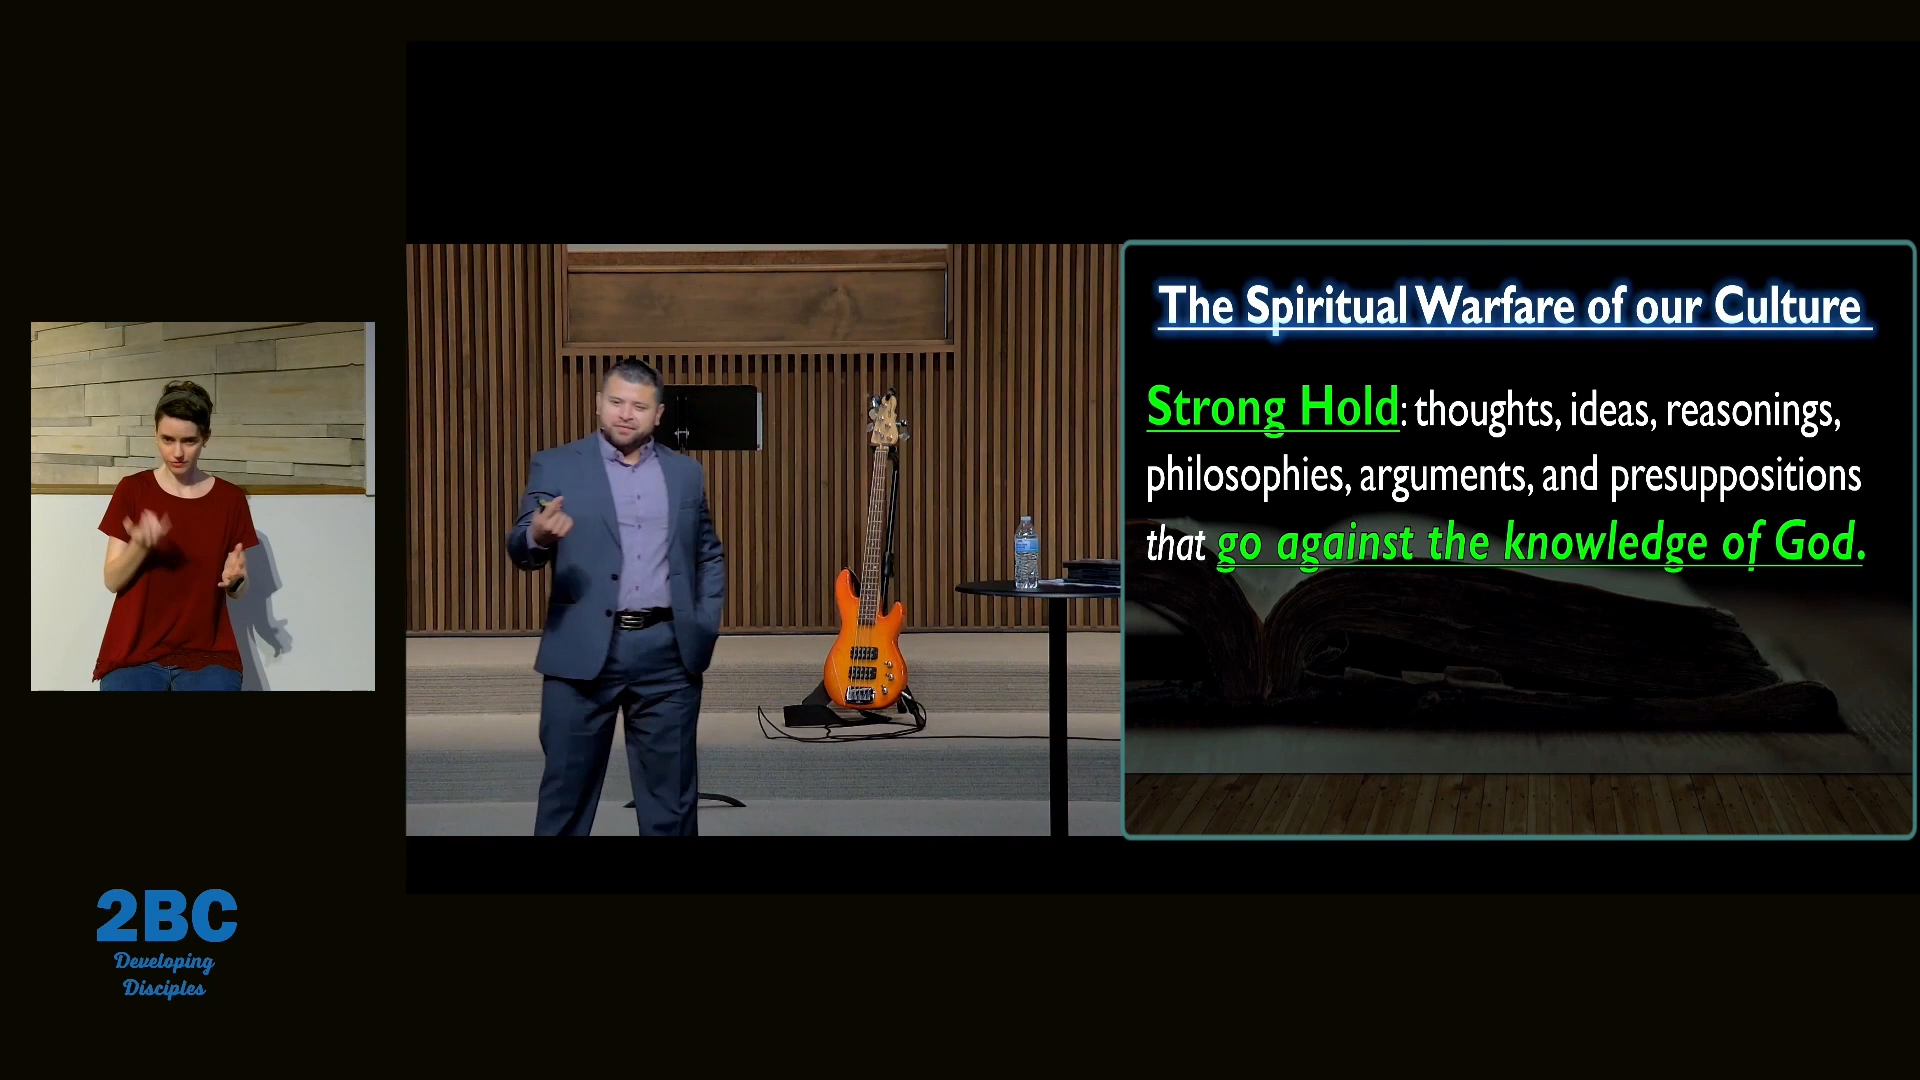 The Spiritual Warfare of our Culture
Strong Hold: thoughts, ideas, reasonings,
philosophies, arguments, and presuppositions
that go against the knowledge of God.
2BC
Developing
Disciples